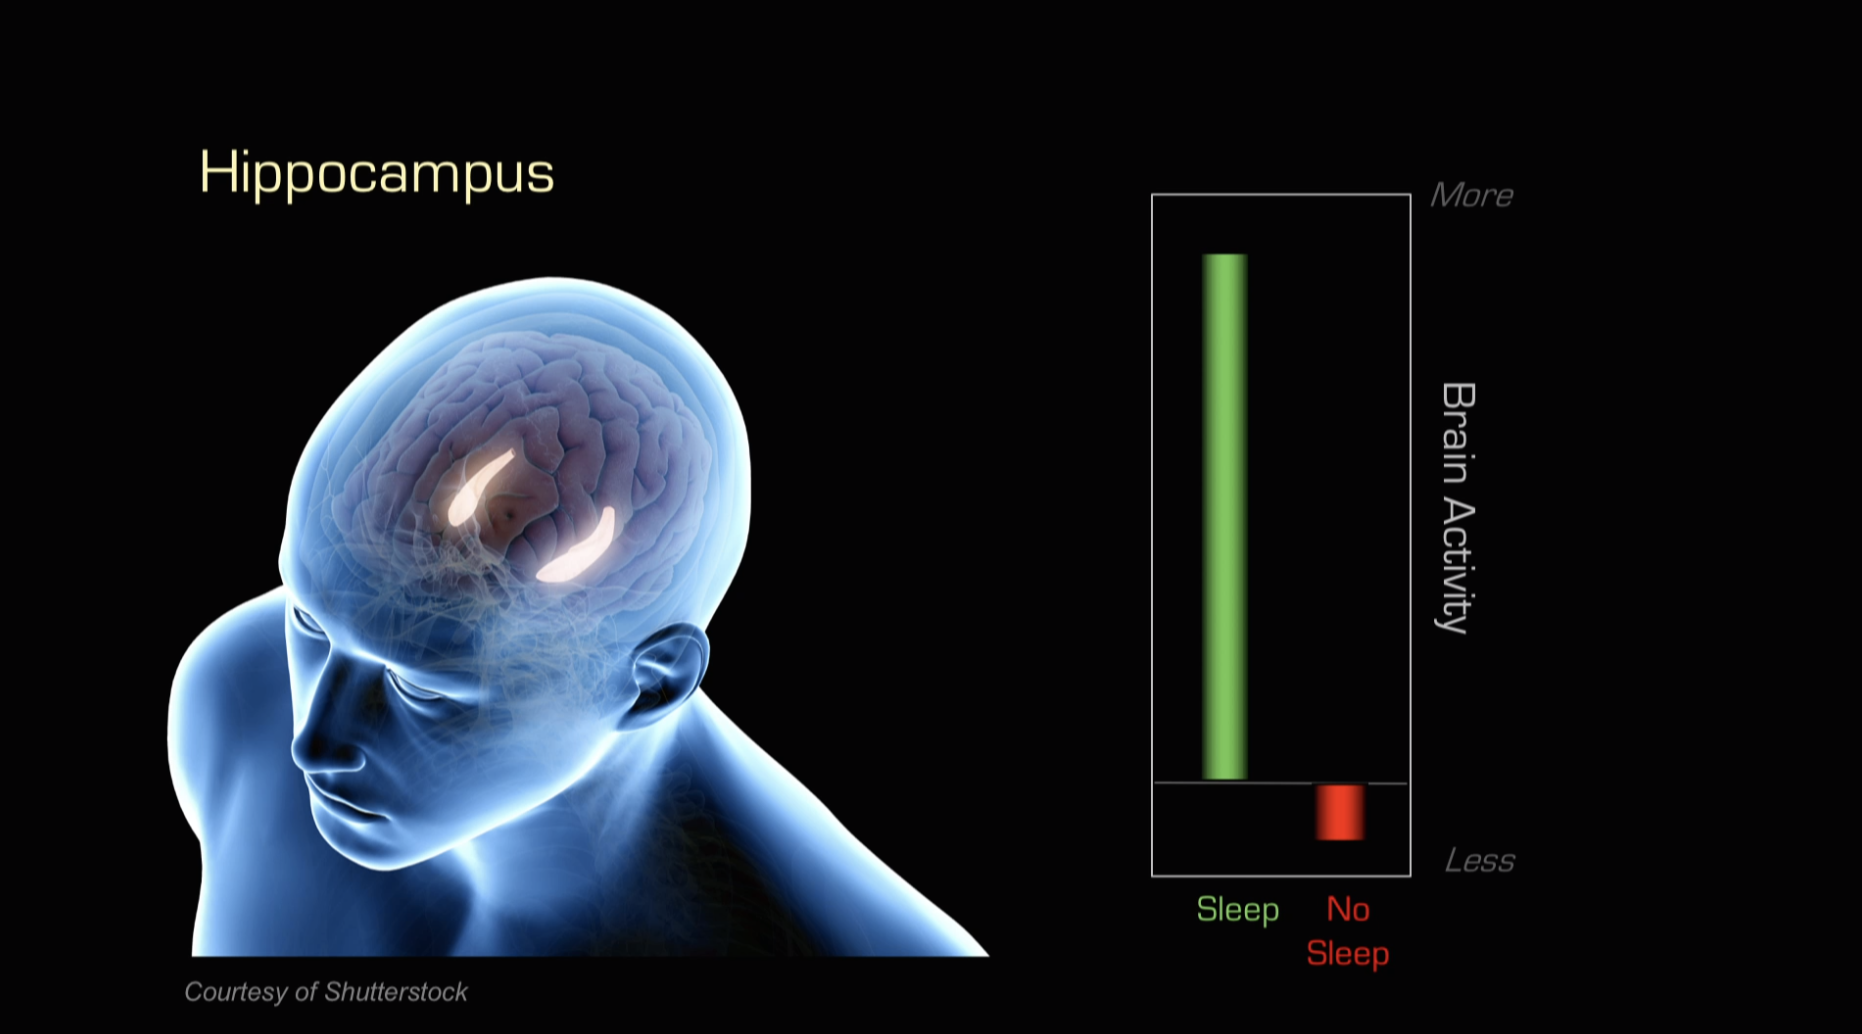 Hippocampus
More
Brain Activity
Less
Sleep
No
Sleep
Courtesy of Shutterstock